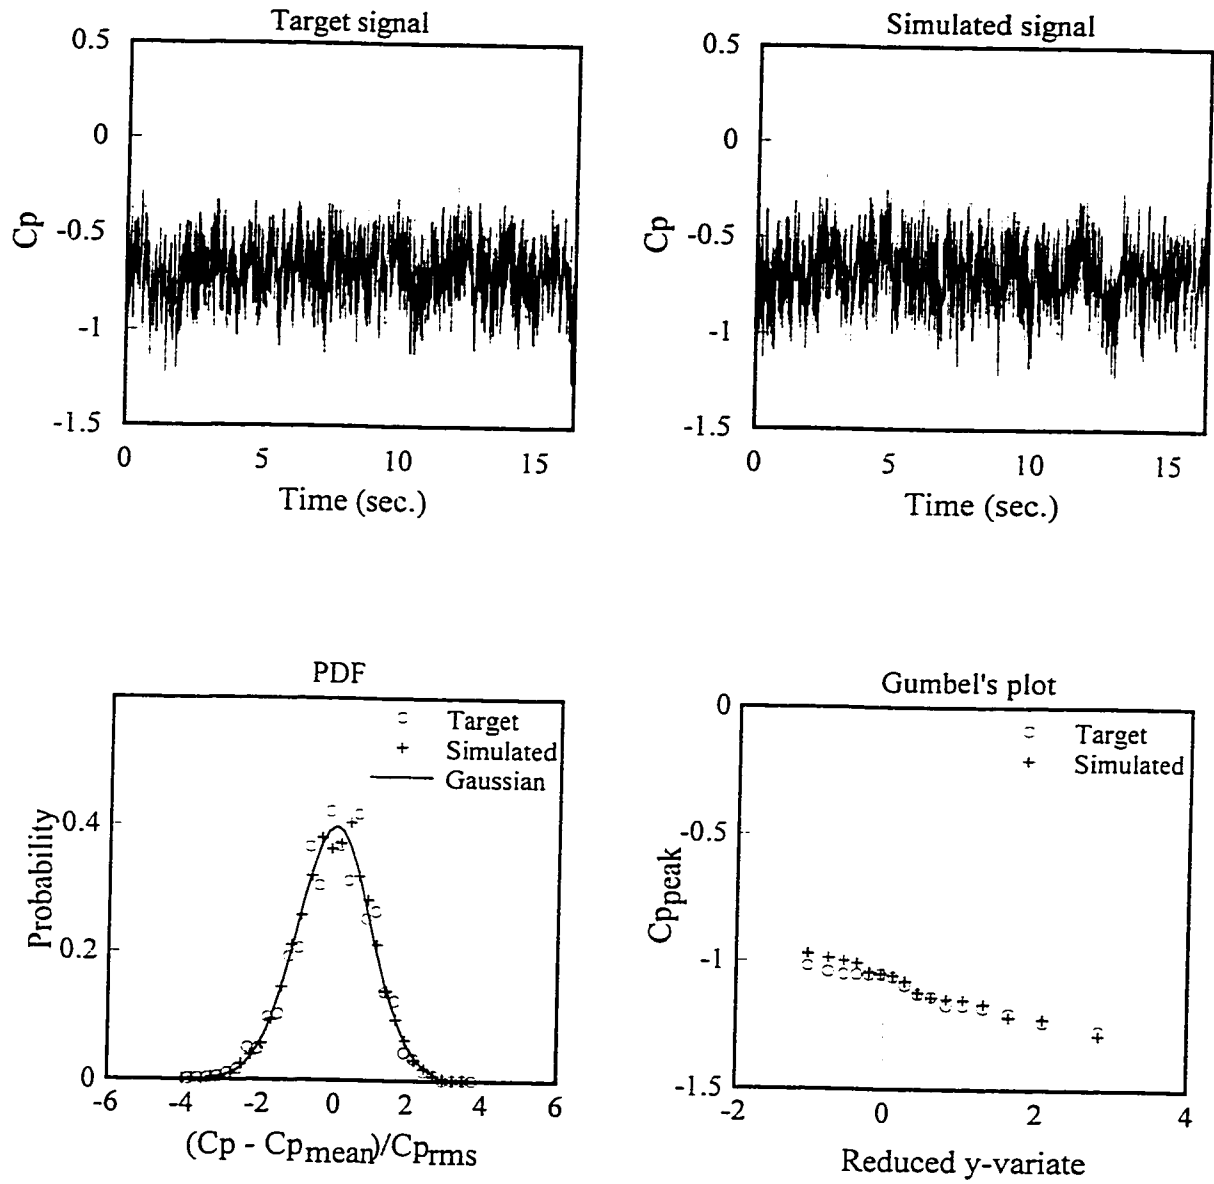 Target signal
0.5
0
-0.5
-1
-1.5
Cp
0 5 10 15
Time (sec.)
Simulated signal
0.5
0
-0.5
-1
-1.5
Cp
0 5 10 15
Time (sec.)
PDF
Target
Simulated
Gaussian
0.4
0.2
0
Probability
-6 -4 -2 0 2 4 6
(Cp - Cpmean)/Cprms
Gumbel's plot
Target
Simulated
0
-0.5
-1
-1.5
Cppeak
-2 0 2 4
Reduced y-variate